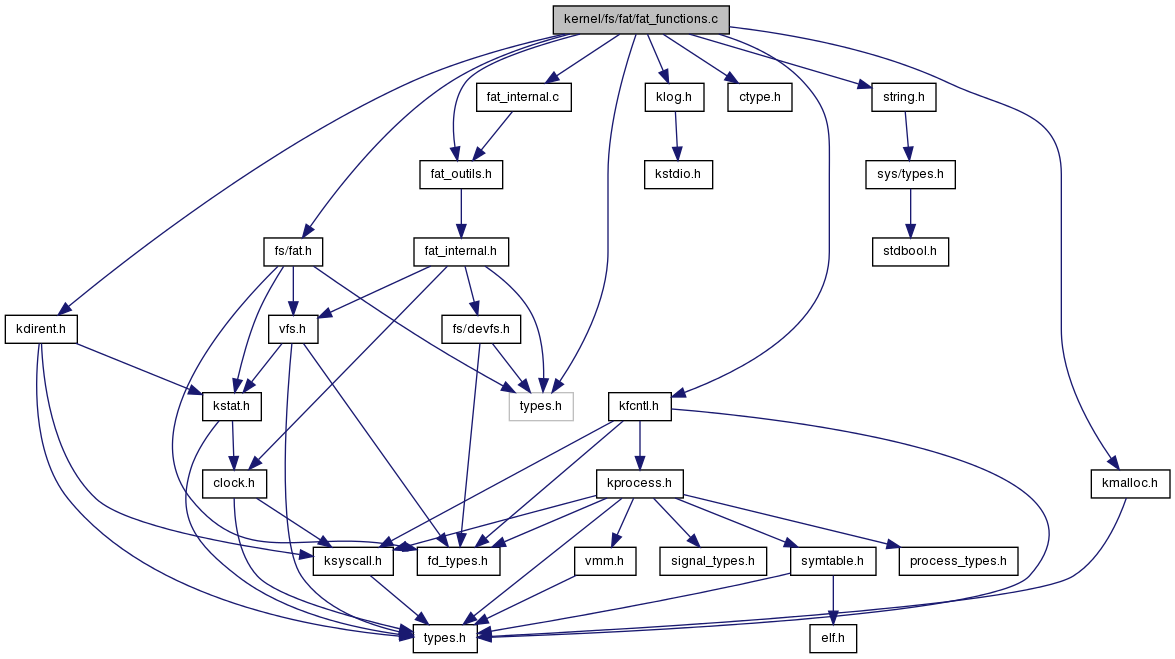 kernel/fs/fat/fat_functions.c
fat_internal.c
klog.h
ctype.h
string.h
fat_outils.h
kstdio.h
sys/types.h
fs/fat.h
fat_internal.h
stdbool.h
kdirent.h
vfs.h
fs/devfs.h
kstat.h
types.h
kfcntl.h
clock.h
kprocess.h
kmalloc.h
ksyscall.h
fd_types.h
vmm.h
signal_types.h
symtable.h
process_types.h
types.h
elf.h